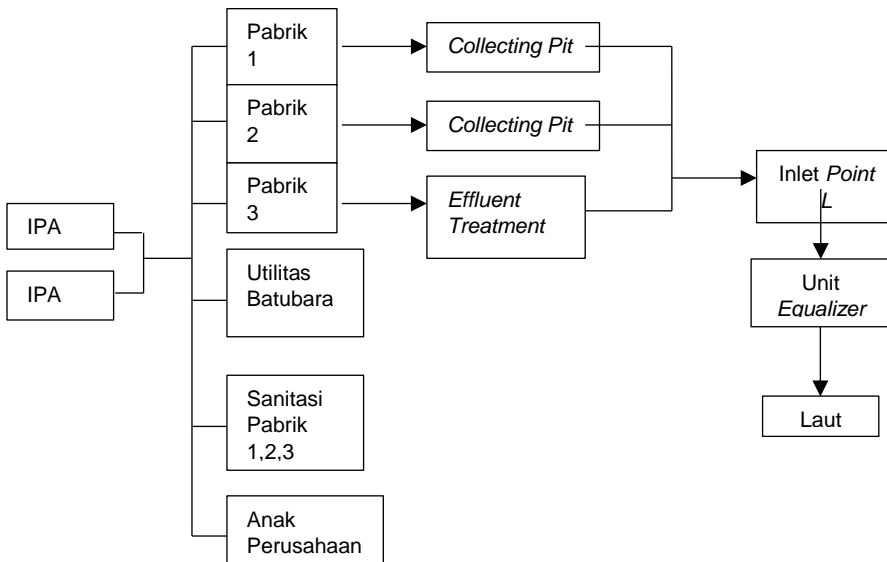 Pabrik
1
Collecting Pit
Pabrik
2
Collecting Pit
Pabrik
3
Effluent
Treatment
Inlet Point
L
IPA
IPA
Utilitas
Batubara
Unit
Equalizer
Sanitasi
Pabrik
1,2,3
Laut
Anak
Perusahaan